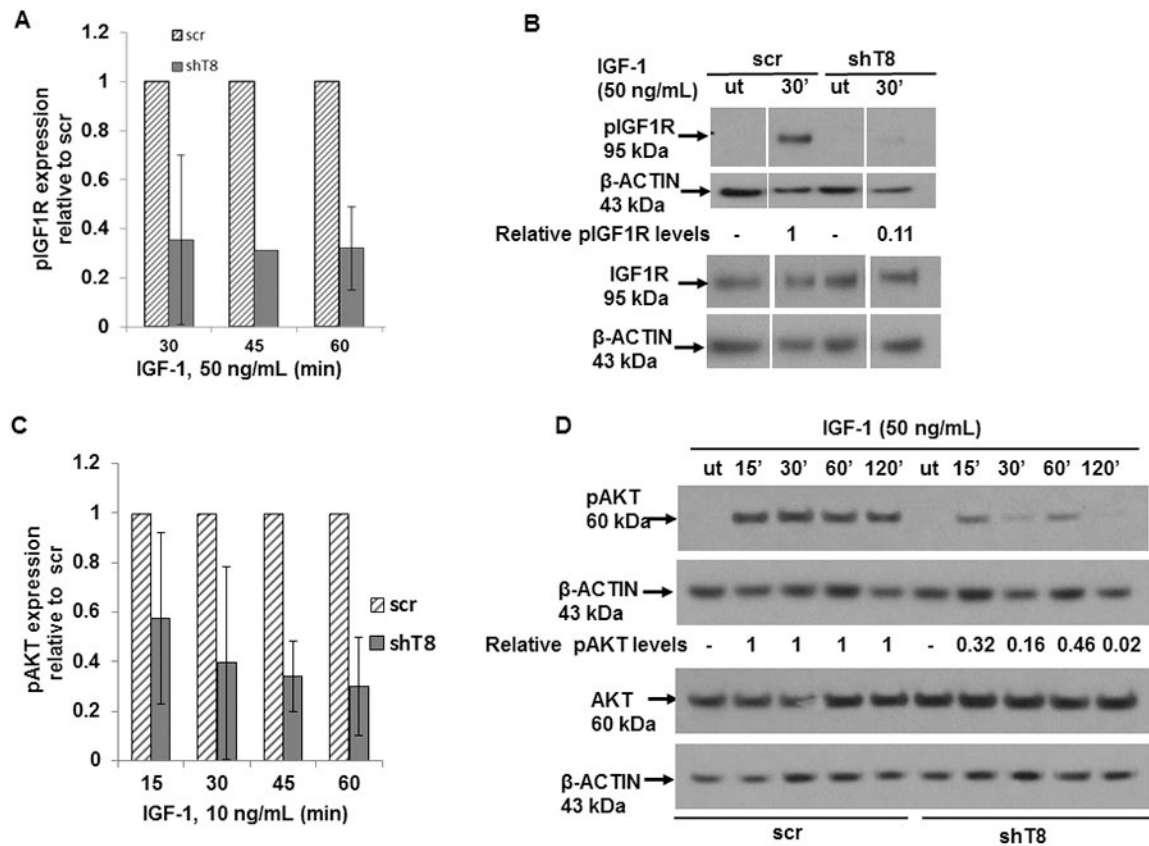 A
1.2
1
0.8
0.6
0.4
0.2
0
pIGF1R expression
relative to scr
scr
shT8
30 45 60
IGF-1, 50 ng/mL (min)
B
IGF-1
(50 ng/mL)
scr shT8
ut 30' ut 30'
pIGF1R
95 kDa
β-ACTIN
43 kDa
Relative pIGF1R levels - 1 - 0.11
IGF1R
95 kDa
β-ACTIN
43 kDa
C
1.2
1
0.8
0.6
0.4
0.2
0
pAKT expression
relative to scr
scr
shT8
15 30 45 60
IGF-1, 10 ng/mL (min)
D
IGF-1 (50 ng/mL)
ut 15' 30' 60' 120' ut 15' 30' 60' 120'
pAKT
60 kDa
β-ACTIN
43 kDa
Relative pAKT levels - 1 1 1 1 - 0.32 0.16 0.46 0.02
AKT
60 kDa
β-ACTIN
43 kDa
scr shT8